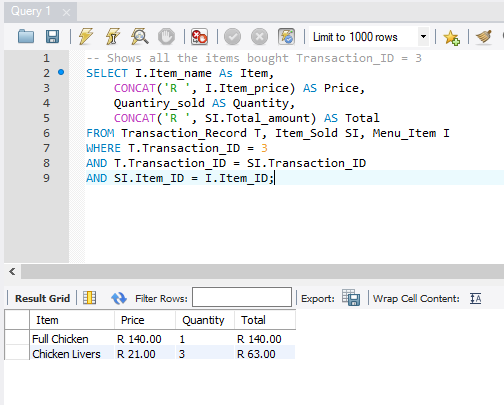 Query 1
Limit to 1000 rows
1 -- Shows all the items bought Transaction_ID = 3
2 SELECT I.Item_name As Item,
3 CONCAT('R ', I.Item_price) AS Price,
4 Quantiry_sold AS Quantity,
5 CONCAT('R ', SI.Total_amount) AS Total
6 FROM Transaction_Record T, Item_Sold SI, Menu_Item I
7 WHERE T.Transaction_ID = 3
8 AND T.Transaction_ID = SI.Transaction_ID
9 AND SI.Item_ID = I.Item_ID;
Result Grid Filter Rows: Export: Wrap Cell Content: IA
Item Price Quantity Total
Full Chicken R 140.00 1 R 140.00
Chicken Livers R 21.00 3 R 63.00